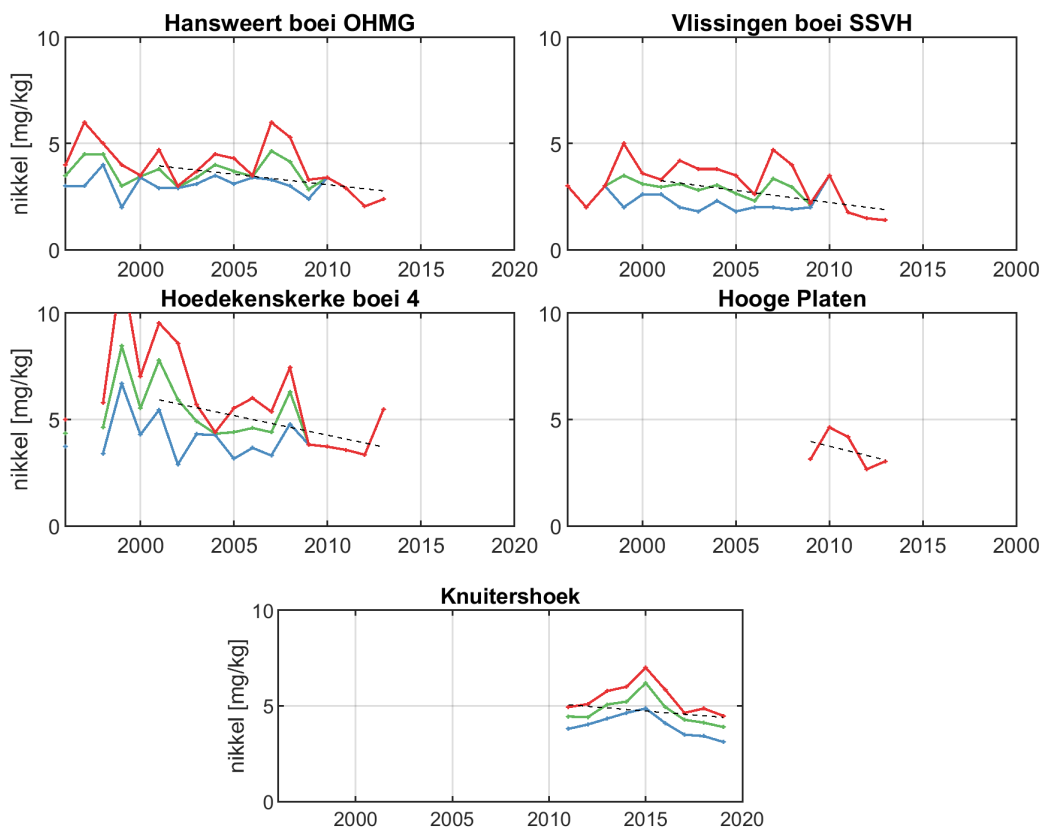 Hansweert boei OHMG
Vlissingen boei SSVH
nikkel [mg/kg]
10
5
0
2000 2005 2010 2015 2020
10
5
0
2000 2005 2010 2015 2000
Hoedekenskerke boei 4
Hooge Platen
nikkel [mg/kg]
10
5
0
2000 2005 2010 2015 2020
10
5
0
2000 2005 2010 2015 2000
Knuitershoek
nikkel [mg/kg]
10
5
0
2000 2005 2010 2015 2020